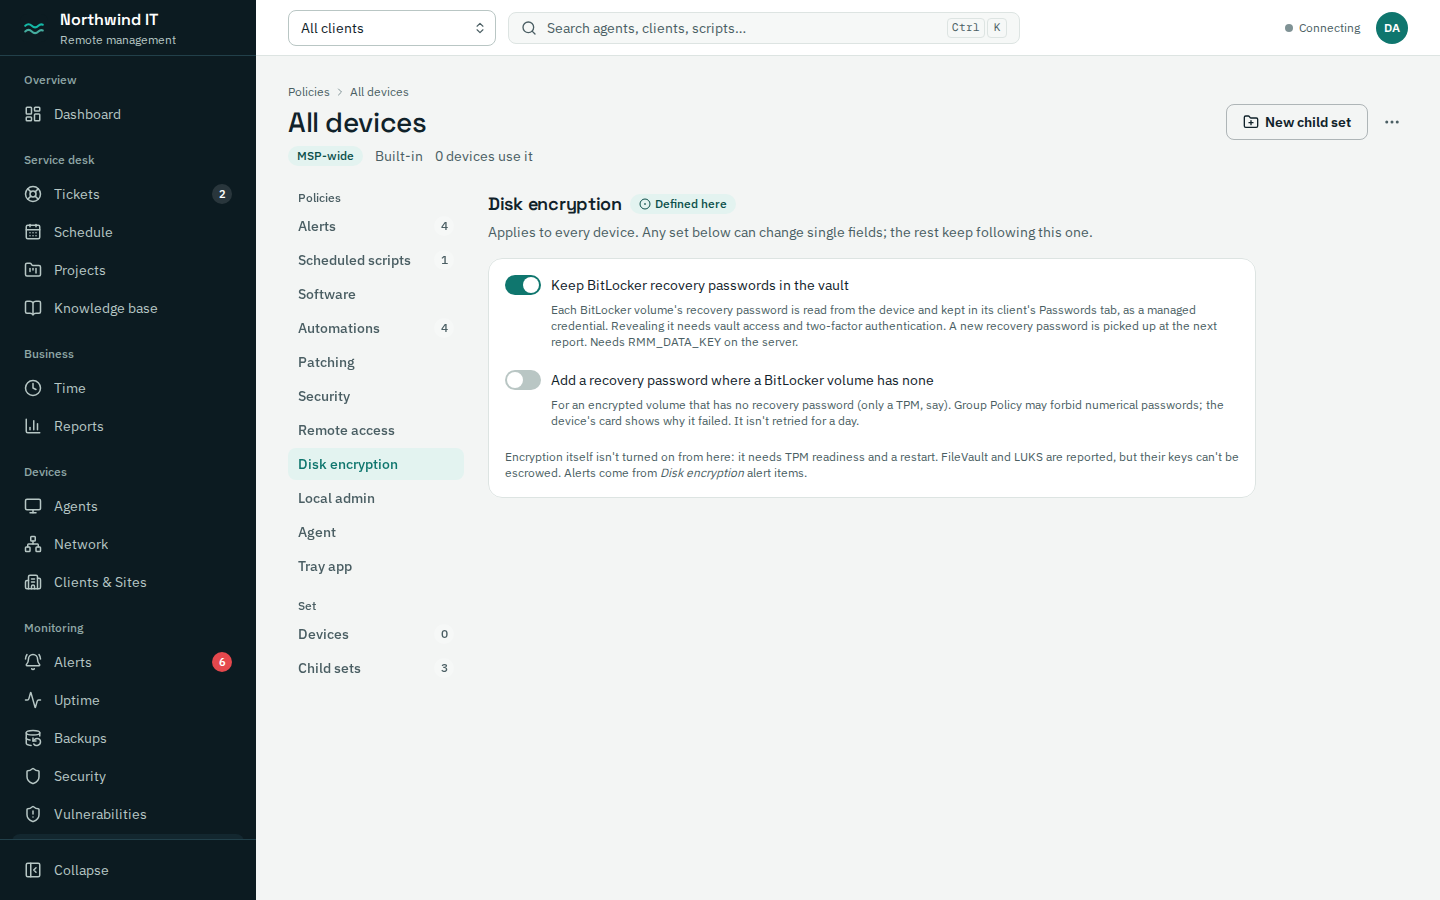 Northwind IT
Remote management
Overview
Dashboard
Service desk
Tickets 2
Schedule
Projects
Knowledge base
Business
Time
Reports
Devices
Agents
Network
Clients & Sites
Monitoring
Alerts 6
Uptime
Backups
Security
Vulnerabilities
Collapse
All clients
Search agents, clients, scripts... Ctrl K
Connecting
DA
Policies > All devices
All devices
New child set
MSP-wide Built-in 0 devices use it
Policies
Alerts 4
Scheduled scripts 1
Software
Automations 4
Patching
Security
Remote access
Disk encryption
Local admin
Agent
Tray app
Set
Devices 0
Child sets 3
Disk encryption Defined here
Applies to every device. Any set below can change single fields; the rest keep following this one.
Keep BitLocker recovery passwords in the vault
Each BitLocker volume's recovery password is read from the device and kept in its client's Passwords tab, as a managed
credential. Revealing it needs vault access and two-factor authentication. A new recovery password is picked up at the next
report. Needs RMM_DATA_KEY on the server.
Add a recovery password where a BitLocker volume has none
For an encrypted volume that has no recovery password (only a TPM, say). Group Policy may forbid numerical passwords; the
device's card shows why it failed. It isn't retried for a day.
Encryption itself isn't turned on from here: it needs TPM readiness and a restart. FileVault and LUKS are reported, but their keys can't be
escrowed. Alerts come from Disk encryption alert items.